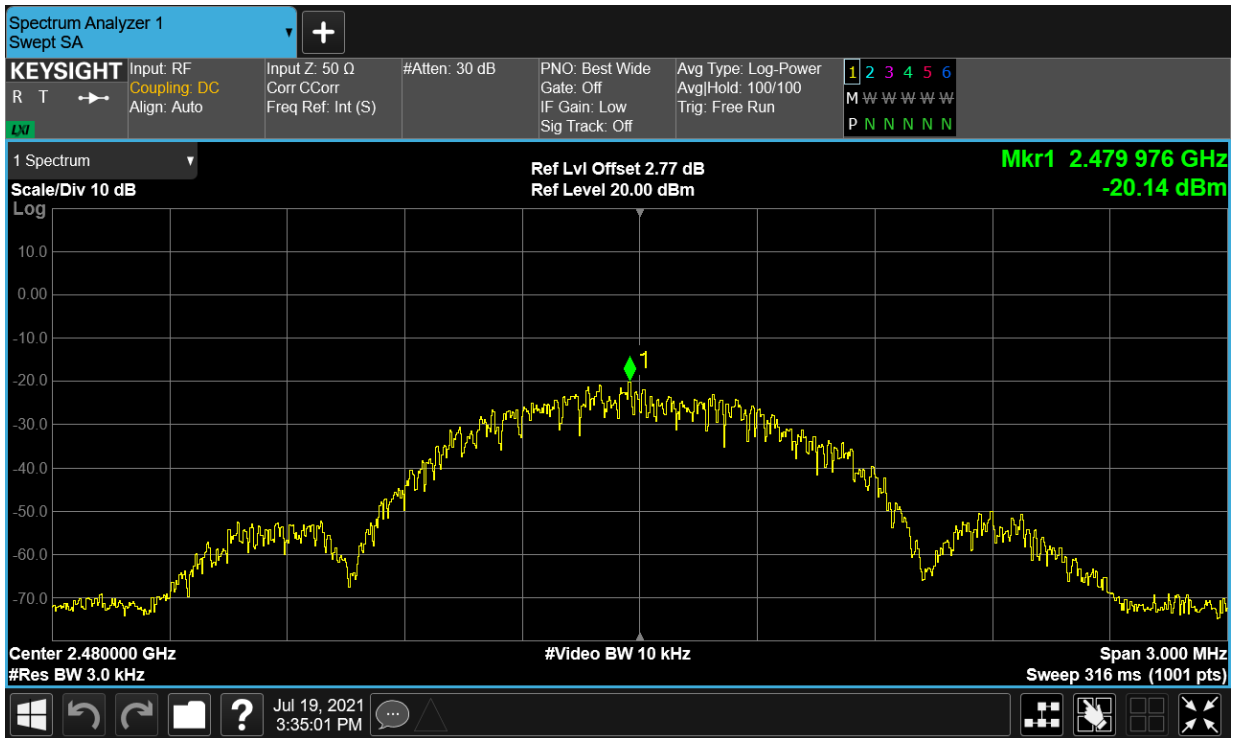 Spectrum Analyzer 1
Swept SA
KEYSIGHT
R T
LXI
Input: RF
Coupling: DC
Align: Auto
Input Z: 50 Ω
Corr CCorr
Freq Ref: Int (S)
#Atten: 30 dB
PNO: Best Wide
Gate: Off
IF Gain: Low
Sig Track: Off
Avg Type: Log-Power
Avg|Hold: 100/100
Trig: Free Run
1 2 3 4 5 6
M W W W W W W
P N N N N N N
1 Spectrum
Scale/Div 10 dB
Ref Lvl Offset 2.77 dB
Ref Level 20.00 dBm
Mkr1 2.479 976 GHz
-20.14 dBm
Log
10.0
0.00
-10.0
1
-20.0
-30.0
-40.0
-50.0
-60.0
-70.0
Center 2.480000 GHz
#Res BW 3.0 kHz
#Video BW 10 kHz
Span 3.000 MHz
Sweep 316 ms (1001 pts)
?
Jul 19, 2021
3:35:01 PM